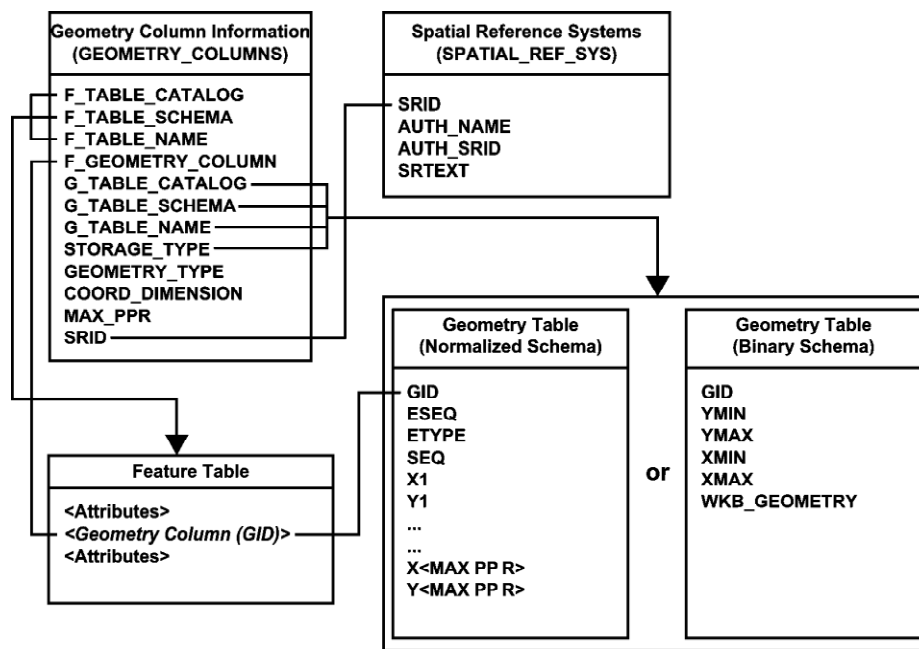 Geometry Column Information
(GEOMETRY_COLUMNS)
F_TABLE_CATALOG
F_TABLE_SCHEMA
F_TABLE_NAME
F_GEOMETRY_COLUMN
G_TABLE_CATALOG
G_TABLE_SCHEMA
G_TABLE_NAME
STORAGE_TYPE
GEOMETRY_TYPE
COORD_DIMENSION
MAX_PPR
SRID
Spatial Reference Systems
(SPATIAL_REF_SYS)
SRID
AUTH_NAME
AUTH_SRID
SRTEXT
Feature Table
<Attributes>
<Geometry Column (GID)>
<Attributes>
Geometry Table
(Normalized Schema)
GID
ESEQ
ETYPE
SEQ
X1
Y1
...
...
X<MAX PP R>
Y<MAX PP R>
or
Geometry Table
(Binary Schema)
GID
YMIN
YMAX
XMIN
XMAX
WKB_GEOMETRY